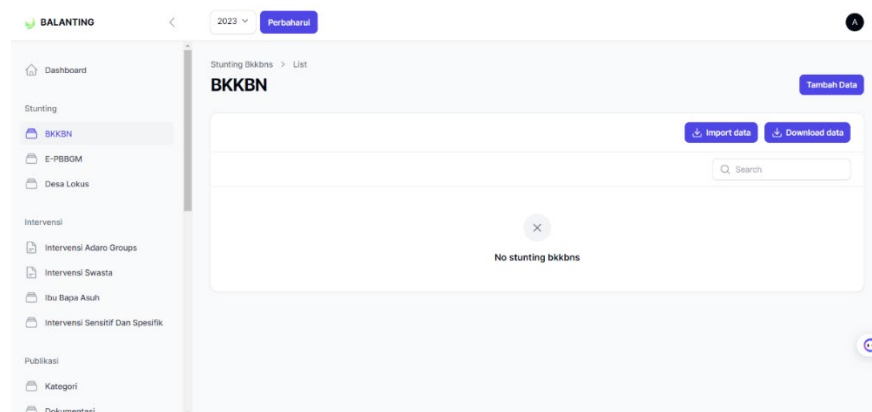 BALANTING
2023
Perbaharui
A
Dashboard
Stunting
BKKBN
E-PBBGM
Desa Lokus
Intervensi
Intervensi Adaro Groups
Intervensi Swasta
Ibu Bapa Asuh
Intervensi Sensitif Dan Spesifik
Publikasi
Kategori
Dokumentasi
Stunting Bkkbns > List
BKKBN
Tambah Data
Import data
Download data
Search
No stunting bkkbns